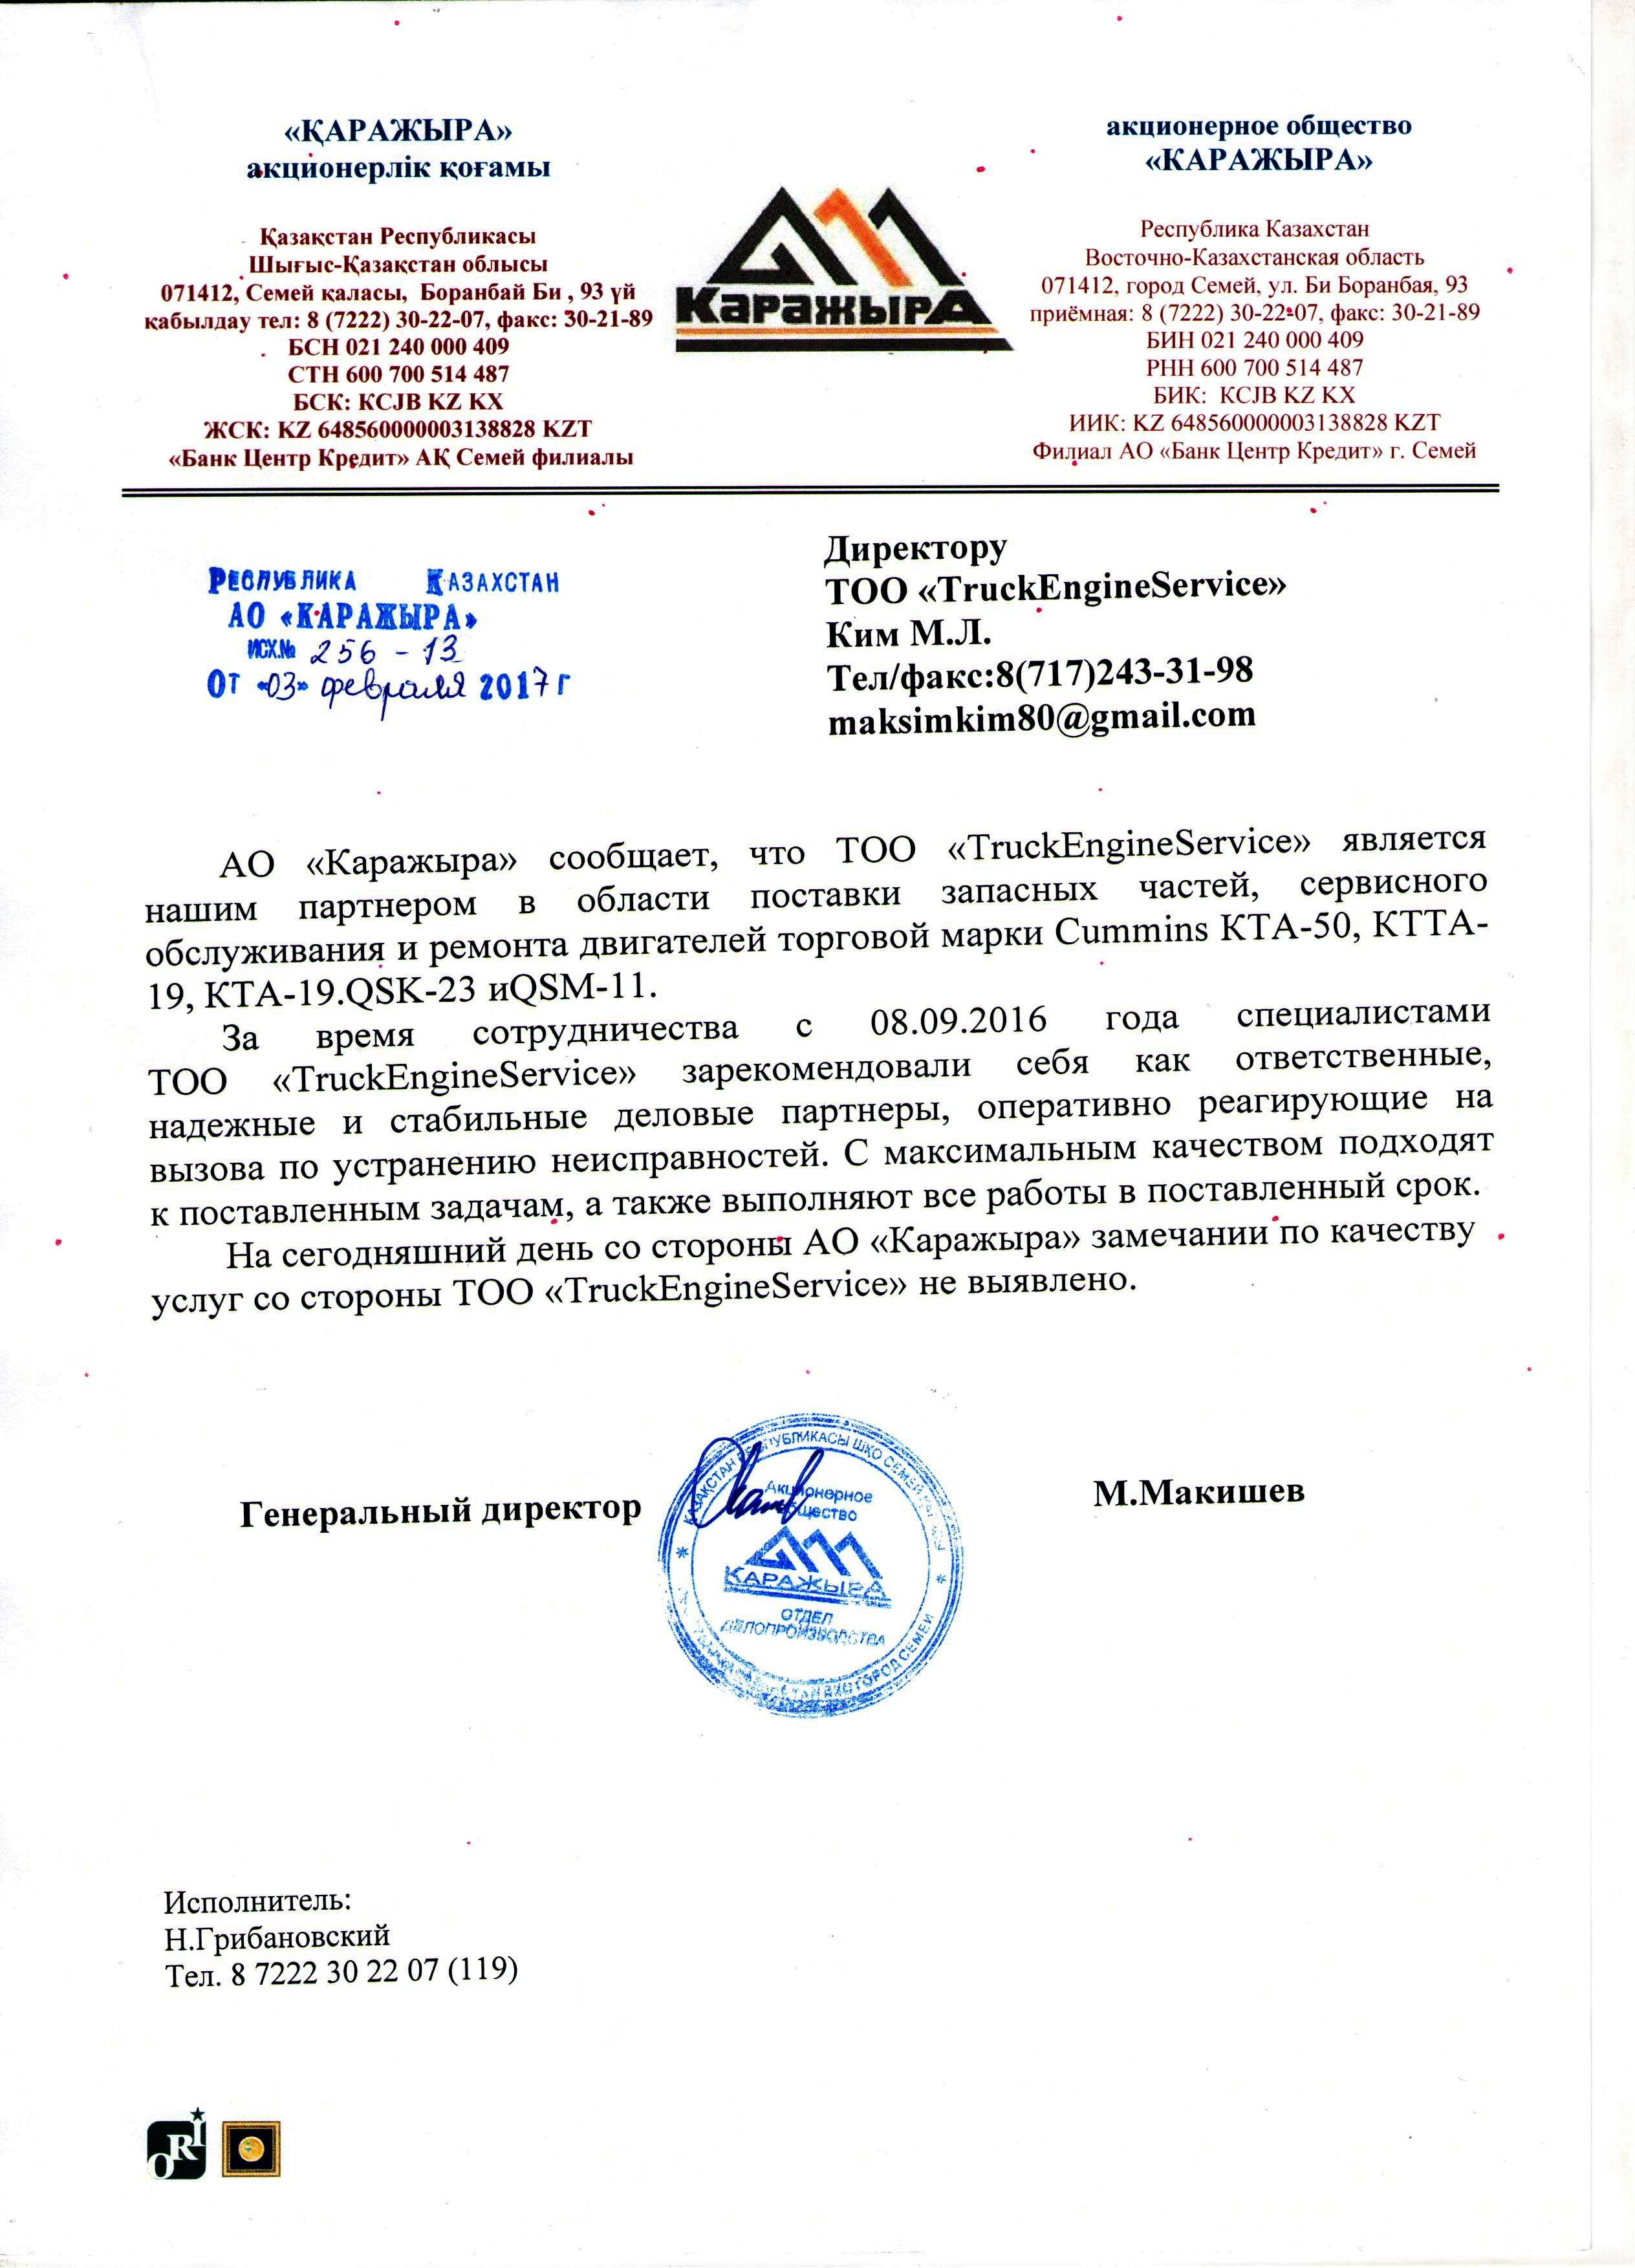 «ҚАРАЖЫРА»
акционерлік қоғамы
Қазақстан Республикасы
Шығыс-Қазақстан облысы
071412, Семей қаласы, Боранбай Би , 93 үй
қабылдау тел: 8 (7222) 30-22-07, факс: 30-21-89
БСН 021 240 000 409
СТН 600 700 514 487
БСК: KCJB KZ KX
ЖСК: KZ 648560000003138828 KZT
«Банк Центр Кредит» АҚ Семей филиалы
КаражырА
акционерное общество
«КАРАЖЫРА»
Республика Казахстан
Восточно-Казахстанская область
071412, город Семей, ул. Би Боранбая, 93
приёмная: 8 (7222) 30-22-07, факс: 30-21-89
БИН 021 240 000 409
РНН 600 700 514 487
БИК: KCJB KZ KX
ИИК: KZ 648560000003138828 KZT
Филиал АО «Банк Центр Кредит» г. Семей
РЕСПУБЛИКА КАЗАХСТАН
АО «КАРАЖЫРА»
ИСХ.№ 256 - 13
От «03» февраля 2017 г
Директору
ТОО «TruckEngineService»
Ким М.Л.
Тел/факс:8(717)243-31-98
maksimkim80@gmail.com
АО «Каражыра» сообщает, что ТОО «TruckEngineService» является
нашим партнером в области поставки запасных частей, сервисного
обслуживания и ремонта двигателей торговой марки Cummins КТА-50, КТТА-
19, КТА-19.QSK-23 иQSM-11.
За время сотрудничества с 08.09.2016 года специалистами
ТОО «TruckEngineService» зарекомендовали себя как ответственные,
надежные и стабильные деловые партнеры, оперативно реагирующие на
вызова по устранению неисправностей. С максимальным качеством подходят
к поставленным задачам, а также выполняют все работы в поставленный срок.
На сегодняшний день со стороны АО «Каражыра» замечании по качеству
услуг со стороны ТОО «TruckEngineService» не выявлено.
Генеральный директор
М.Макишев
ҚАЗАҚСТАН РЕСПУБЛИКАСЫ ШҚО СЕМЕЙ
Акционерное
общество
КАРАЖЫРА
ОТДЕЛ
ДЕЛОПРОИЗВОДСТВА
ГОРОД СЕМЕЙ
Исполнитель:
Н.Грибановский
Тел. 8 7222 30 22 07 (119)
ORI